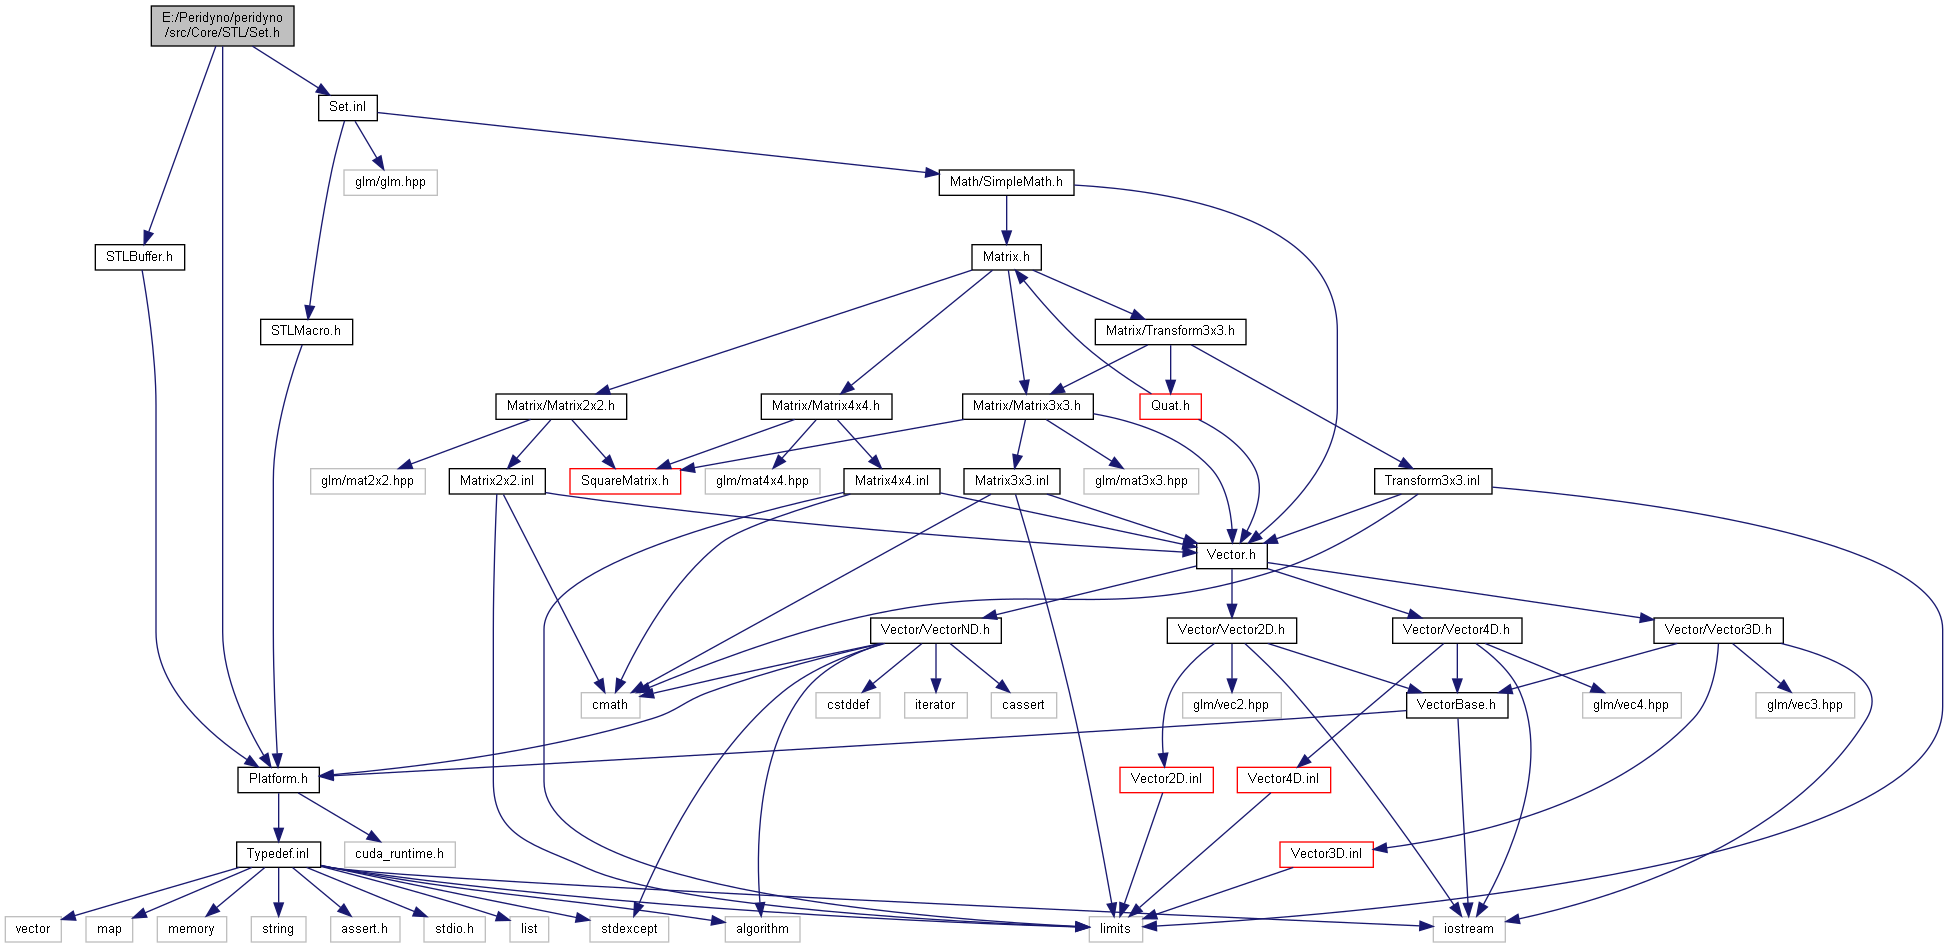 E:/Peridyno/peridyno
/src/Core/STL/Set.h
Set.inl
glm/glm.hpp
Math/SimpleMath.h
STLBuffer.h
Matrix.h
STLMacro.h
Matrix/Transform3x3.h
Matrix/Matrix2x2.h
Matrix/Matrix4x4.h
Matrix/Matrix3x3.h
Quat.h
glm/mat2x2.hpp
Matrix2x2.inl
SquareMatrix.h
glm/mat4x4.hpp
Matrix4x4.inl
Matrix3x3.inl
glm/mat3x3.hpp
Transform3x3.inl
Vector.h
Vector/VectorND.h
Vector/Vector2D.h
Vector/Vector4D.h
Vector/Vector3D.h
cmath
cstddef
iterator
cassert
glm/vec2.hpp
VectorBase.h
glm/vec4.hpp
glm/vec3.hpp
Platform.h
Vector2D.inl
Vector4D.inl
Typedef.inl
cuda_runtime.h
Vector3D.inl
vector
map
memory
string
assert.h
stdio.h
list
stdexcept
algorithm
limits
iostream